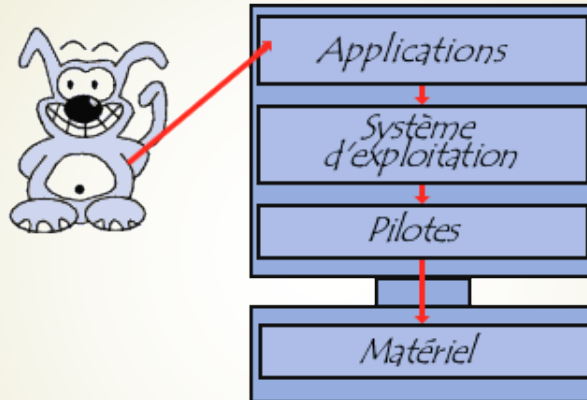 Applications
Système
d'exploitation
Pilotes
Matériel